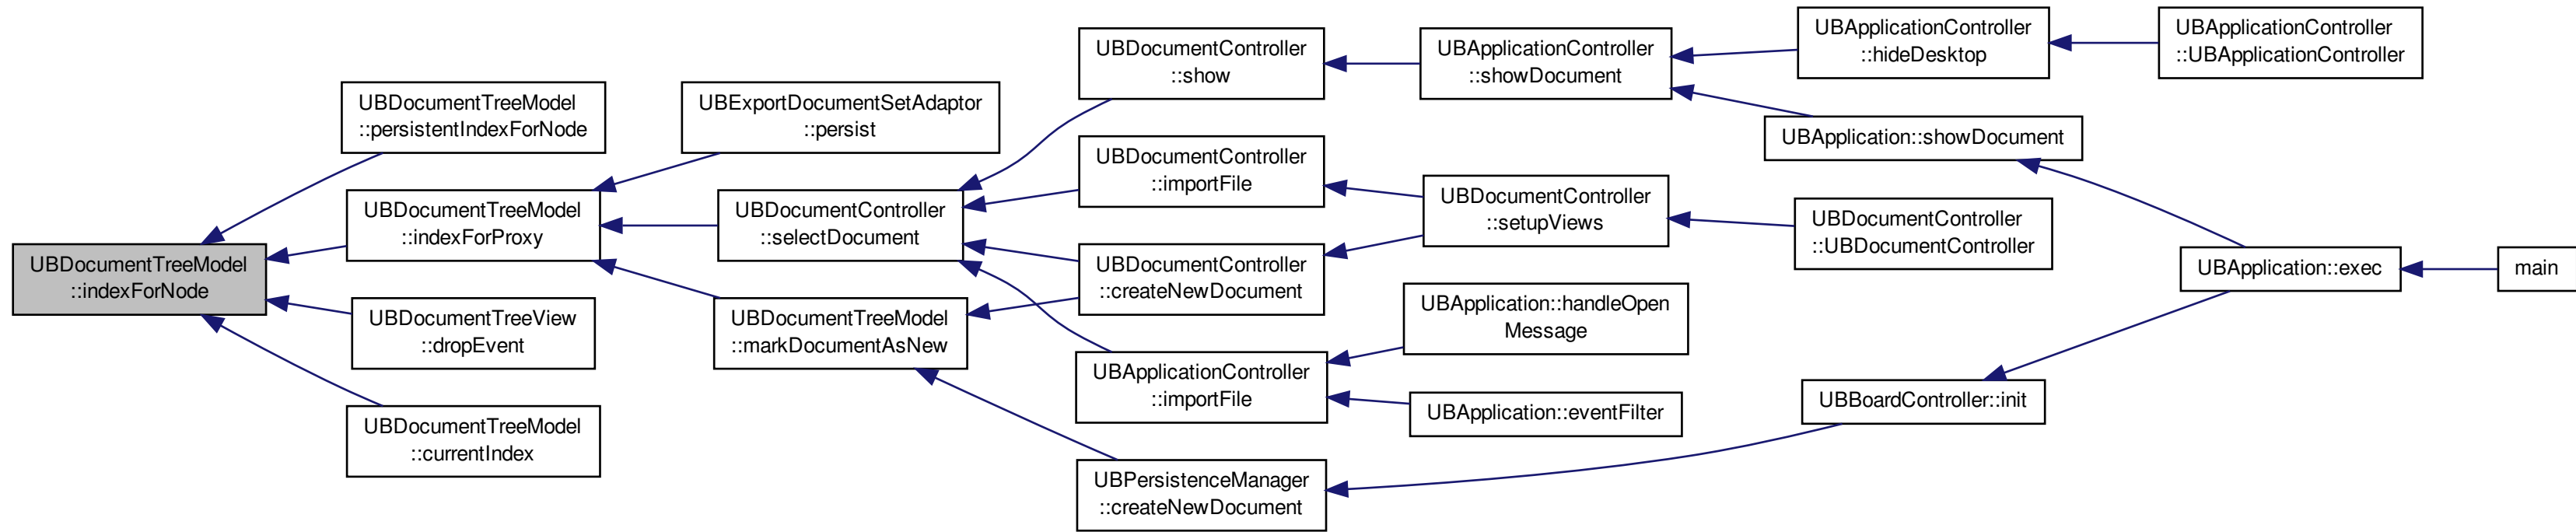 UBDocumentTreeModel
::indexForNode
UBDocumentTreeModel
::persistentIndexForNode
UBDocumentTreeModel
::indexForProxy
UBDocumentTreeView
::dropEvent
UBDocumentTreeModel
::currentIndex
UBExportDocumentSetAdaptor
::persist
UBDocumentController
::selectDocument
UBDocumentTreeModel
::markDocumentAsNew
UBDocumentController
::show
UBDocumentController
::importFile
UBDocumentController
::createNewDocument
UBApplicationController
::importFile
UBPersistenceManager
::createNewDocument
UBApplicationController
::showDocument
UBDocumentController
::setupViews
UBApplication::handleOpen
Message
UBApplication::eventFilter
UBApplicationController
::hideDesktop
UBApplication::showDocument
UBDocumentController
::UBDocumentController
UBBoardController::init
UBApplicationController
::UBApplicationController
UBApplication::exec
main